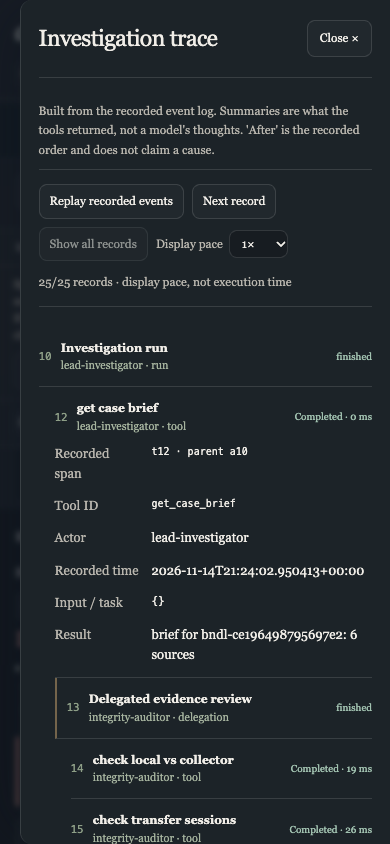 Investigation trace
Close ×
Built from the recorded event log. Summaries are what the
tools returned, not a model's thoughts. 'After' is the recorded
order and does not claim a cause.
Replay recorded events
Next record
Show all records
Display pace
1×
25/25 records · display pace, not execution time
10 Investigation run
lead-investigator · run
finished
12 get case brief
lead-investigator · tool
Completed · 0 ms
Recorded
span
t12 · parent a10
Tool ID
get_case_brief
Actor
lead-investigator
Recorded time
2026-11-14T21:24:02.950413+00:00
Input / task
{}
Result
brief for bndl-ce196498795697e2: 6
sources
13 Delegated evidence review
integrity-auditor · delegation
finished
14 check local vs collector
integrity-auditor · tool
Completed · 19 ms
15 check transfer sessions
integrity-auditor · tool
Completed · 26 ms